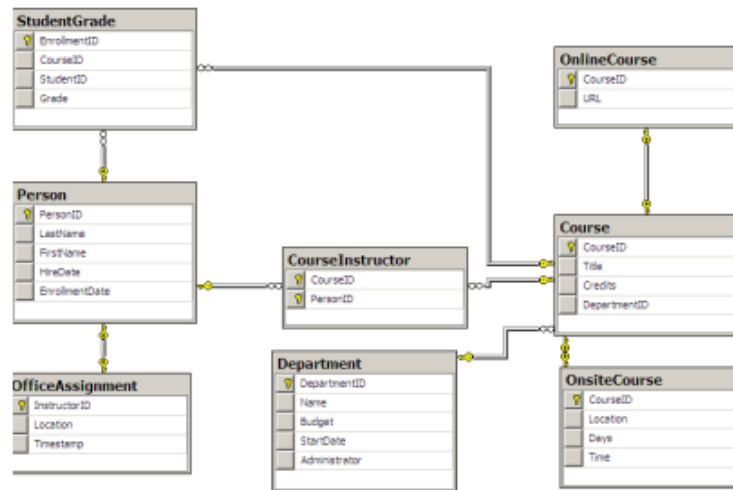 StudentGrade
EnrollmentID
CourseID
StudentID
Grade
OnlineCourse
CourseID
URL
Person
PersonID
LastName
FirstName
HireDate
EnrollmentDate
CourseInstructor
CourseID
PersonID
Course
CourseID
Title
Credits
DepartmentID
OfficeAssignment
InstructorID
Location
Timestamp
Department
DepartmentID
Name
Budget
StartDate
Administrator
OnsiteCourse
CourseID
Location
Days
Time